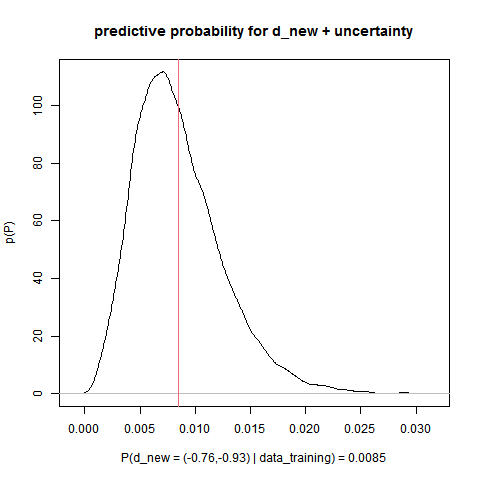 predictive probability for d_new + uncertainty
p(P)
100
80
60
40
20
0
0.000 0.005 0.010 0.015 0.020 0.025 0.030
P(d_new = (-0.76,-0.93) | data_training) = 0.0085